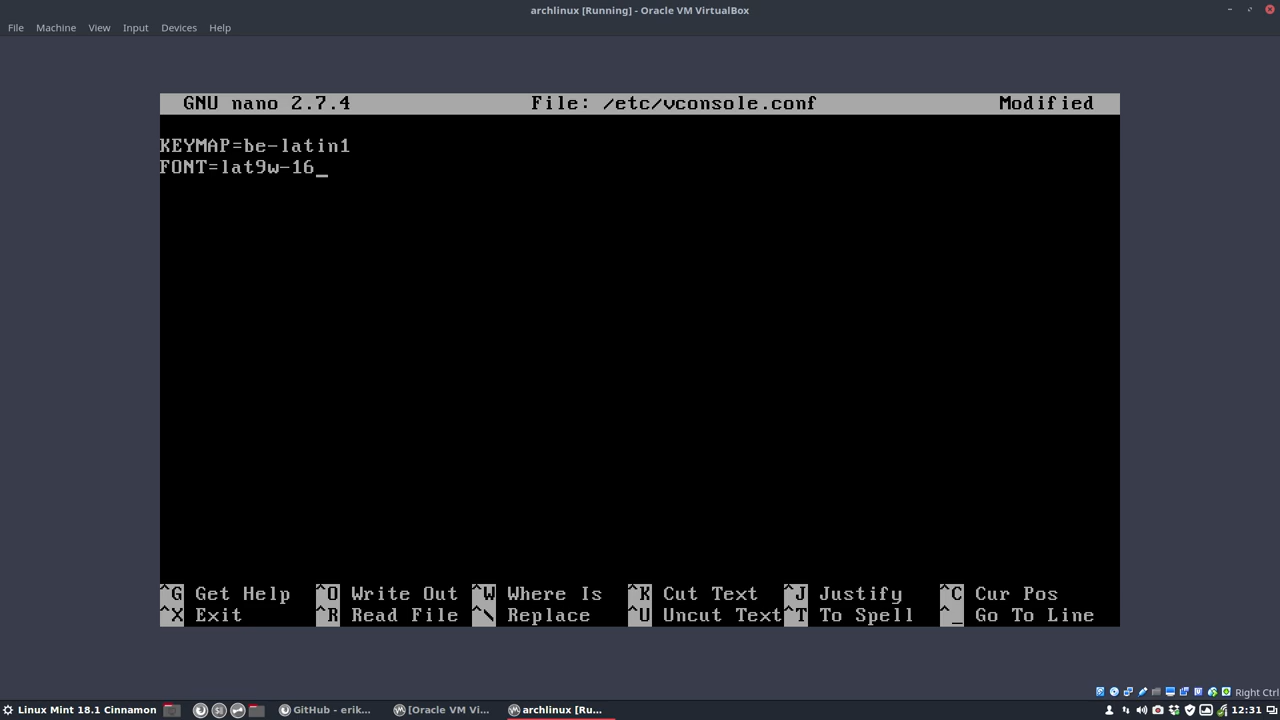 archlinux [Running] - Oracle VM VirtualBox
File Machine View Input Devices Help
GNU nano 2.7.4 File: /etc/vconsole.conf Modified
KEYMAP=be-latin1
FONT=lat9w-16_
^G Get Help ^O Write Out ^W Where Is ^K Cut Text ^J Justify ^C Cur Pos
^X Exit ^R Read File ^\ Replace ^U Uncut Text ^T To Spell ^_ Go To Line
Right Ctrl
Linux Mint 18.1 Cinnamon GitHub - erik... [Oracle VM Vi... archlinux [Ru... 12:31